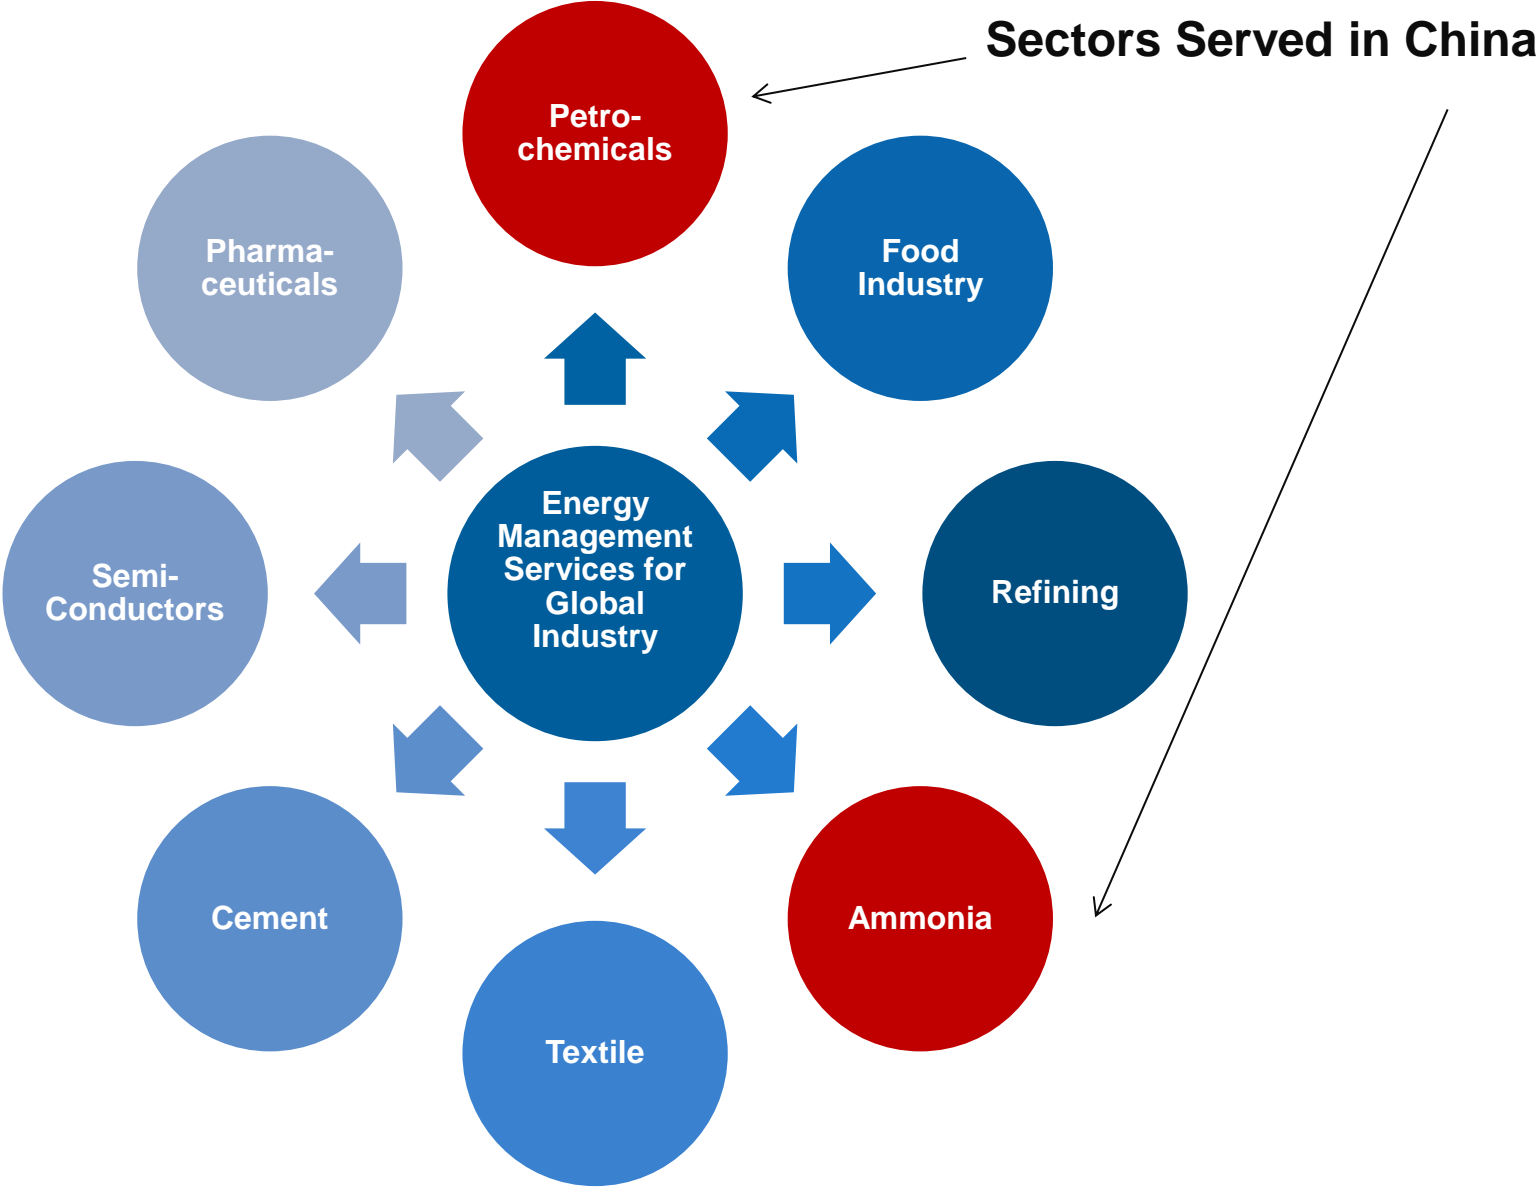 Sectors Served in China
Petro-
chemicals
Food
Industry
Refining
Ammonia
Textile
Cement
Semi-
Conductors
Pharma-
ceuticals
Energy
Management
Services for
Global
Industry